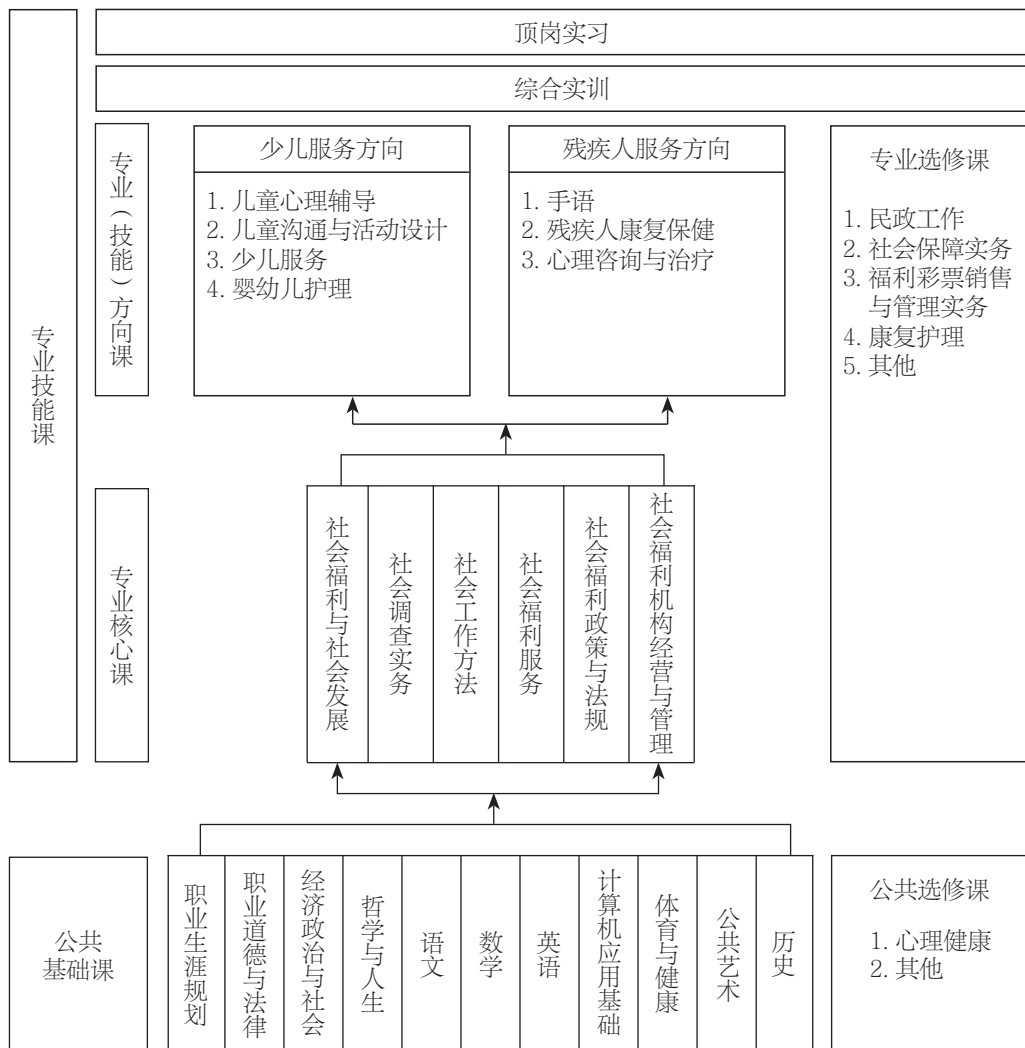 顶岗实习
综合实训
专业技能课
专业（技能）方向课
少儿服务方向
1. 儿童心理辅导
2. 儿童沟通与活动设计
3. 少儿服务
4. 婴幼儿护理
残疾人服务方向
1. 手语
2. 残疾人康复保健
3. 心理咨询与治疗
专业选修课
1. 民政工作
2. 社会保障实务
3. 福利彩票销售
与管理实务
4. 康复护理
5. 其他
专业核心课
社会福利与社会发展
社会调查实务
社会工作方法
社会福利服务
社会福利政策与法规
社会福利机构经营与管理
公共
基础课
职业生涯规划
职业道德与法律
经济政治与社会
哲学与人生
语文
数学
英语
计算机应用基础
体育与健康
公共艺术
历史
公共选修课
1. 心理健康
2. 其他